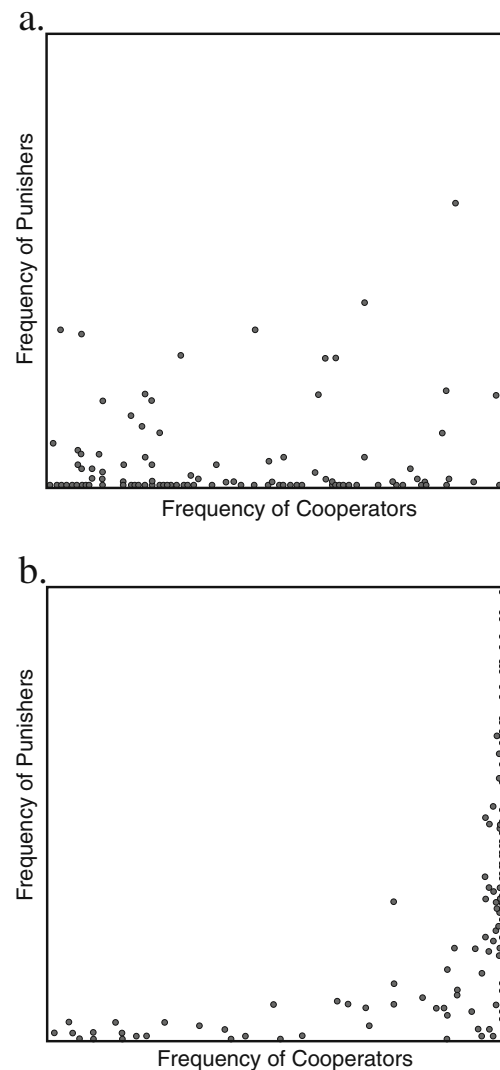 a.
Frequency of Punishers
Frequency of Cooperators
b.
Frequency of Punishers
Frequency of Cooperators